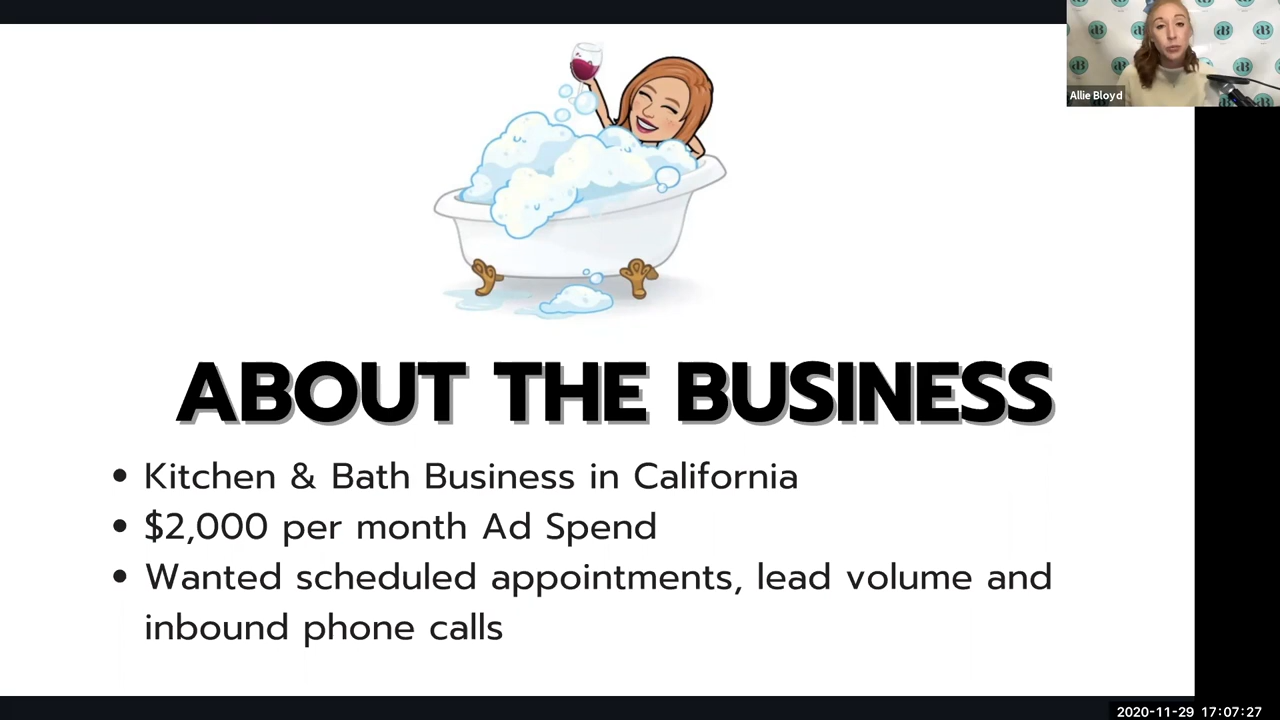 Allie Bloyd
ABOUT THE BUSINESS
• Kitchen & Bath Business in California
• $2,000 per month Ad Spend
• Wanted scheduled appointments, lead volume and
inbound phone calls
2020-11-29 17:07:27